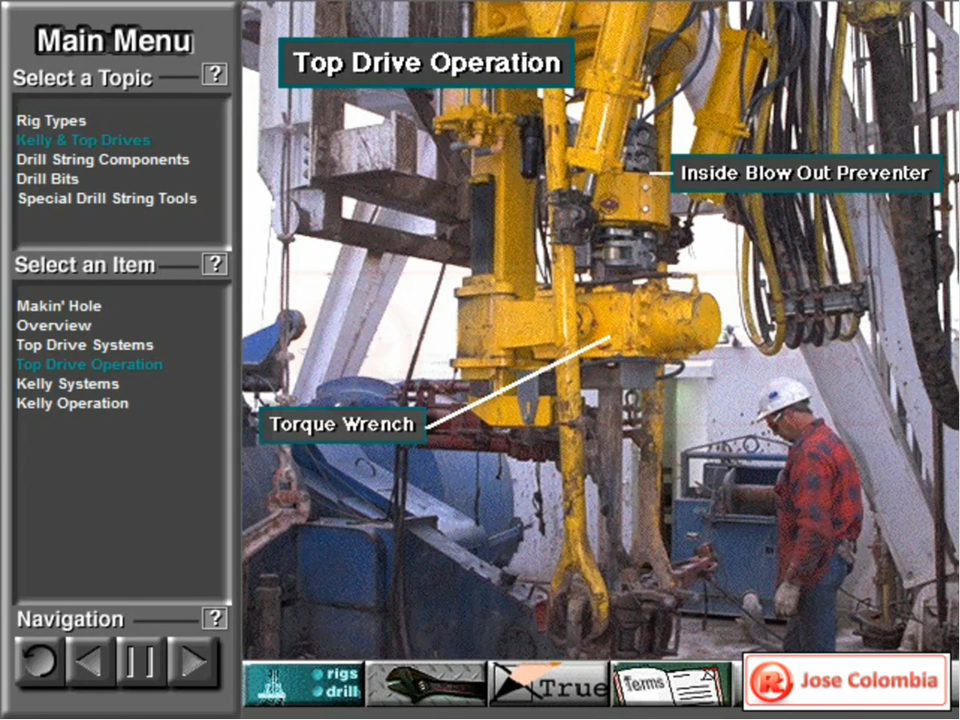 Main Menu
Select a Topic ?
Rig Types
Kelly & Top Drives
Drill String Components
Drill Bits
Special Drill String Tools
Select an Item ?
Makin' Hole
Overview
Top Drive Systems
Top Drive Operation
Kelly Systems
Kelly Operation
Navigation ?
Top Drive Operation
Inside Blow Out Preventer
Torque Wrench
rigs
drill
True
Terms
R Jose Colombia